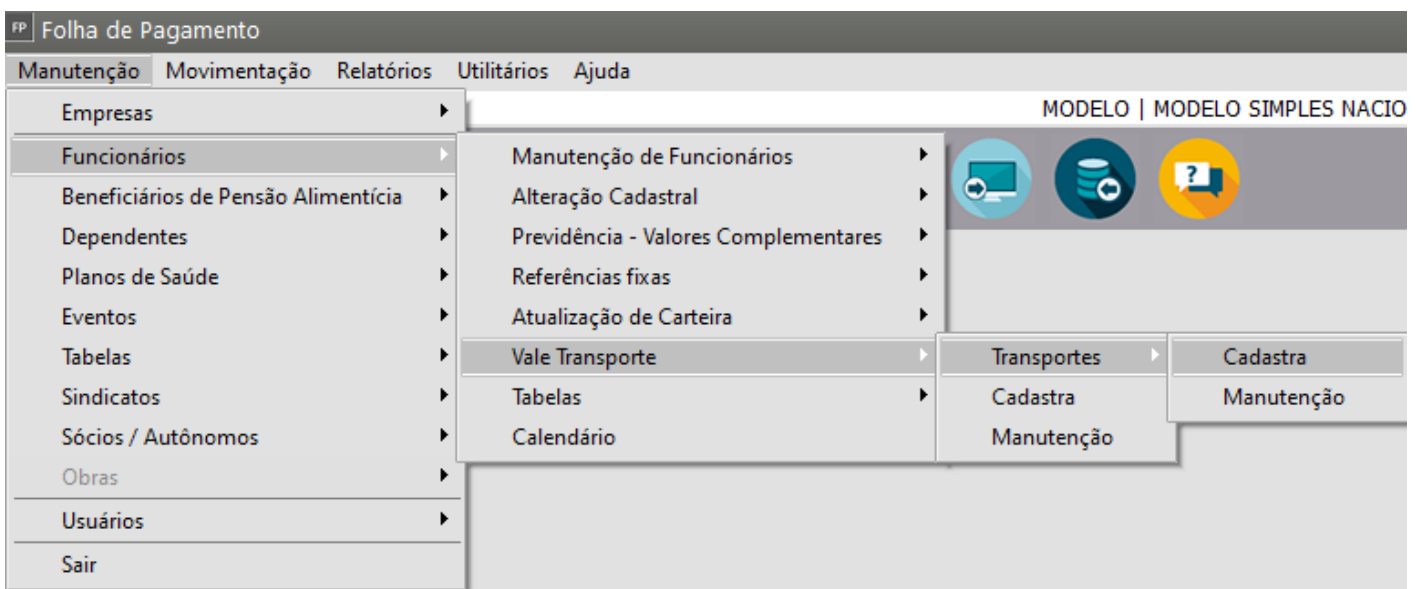 FP Folha de Pagamento
Manutenção Movimentação Relatórios Utilitários Ajuda
MODELO | MODELO SIMPLES NACIO
Empresas
Funcionários
Beneficiários de Pensão Alimentícia
Dependentes
Planos de Saúde
Eventos
Tabelas
Sindicatos
Sócios / Autônomos
Obras
Usuários
Sair
Manutenção de Funcionários
Alteração Cadastral
Previdência - Valores Complementares
Referências fixas
Atualização de Carteira
Vale Transporte
Tabelas
Calendário
Transportes
Cadastra
Manutenção
Cadastra
Manutenção
?